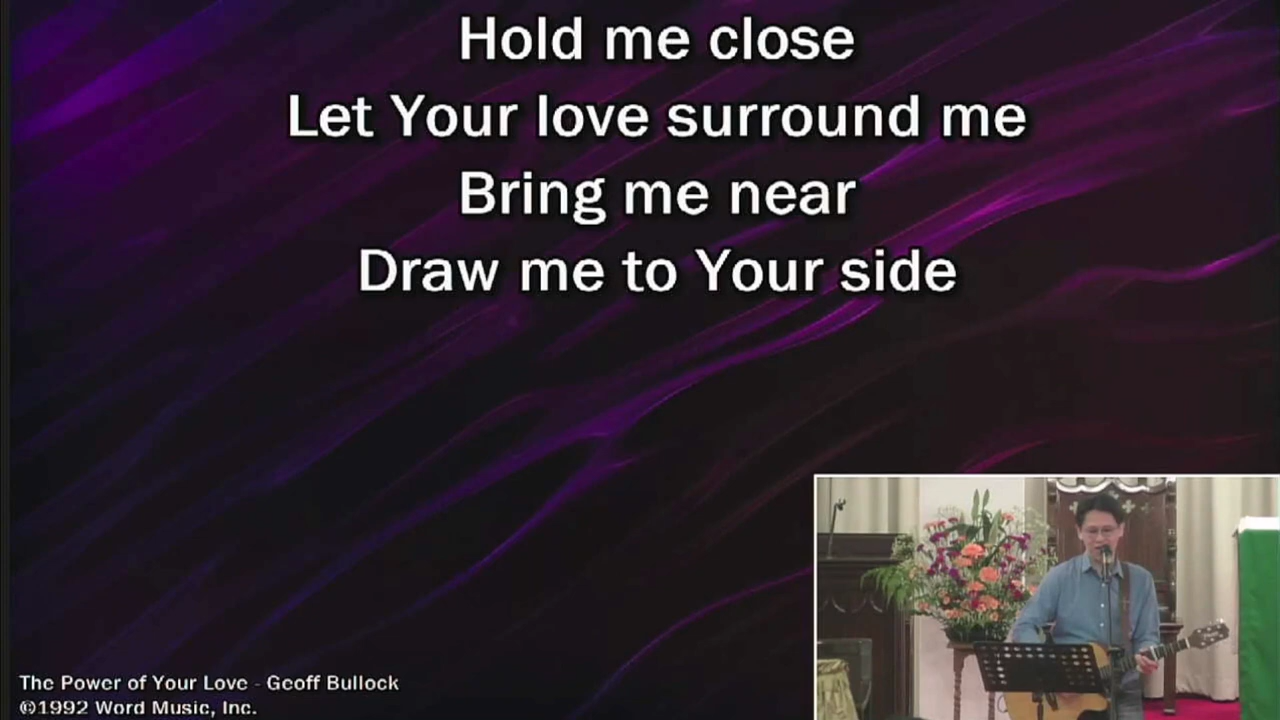 Hold me close
Let Your love surround me
Bring me near
Draw me to Your side
The Power of Your Love - Geoff Bullock
©1992 Word Music, Inc.